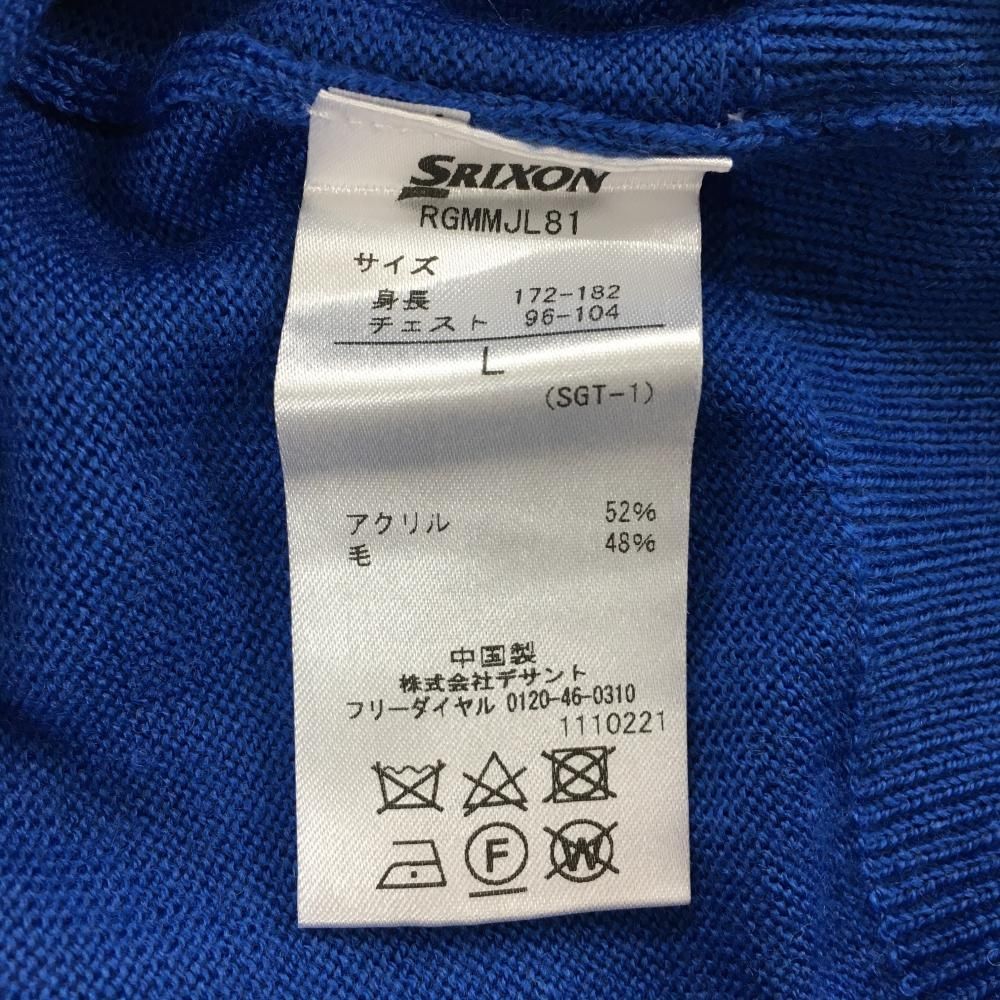 SRIXON
RGMMJL81
サイズ
身長 172-182
チェスト 96-104
L
(SGT-1)
アクリル 52%
毛 48%
中国製
株式会社デサント
フリーダイヤル 0120-46-0310
1110221
F W